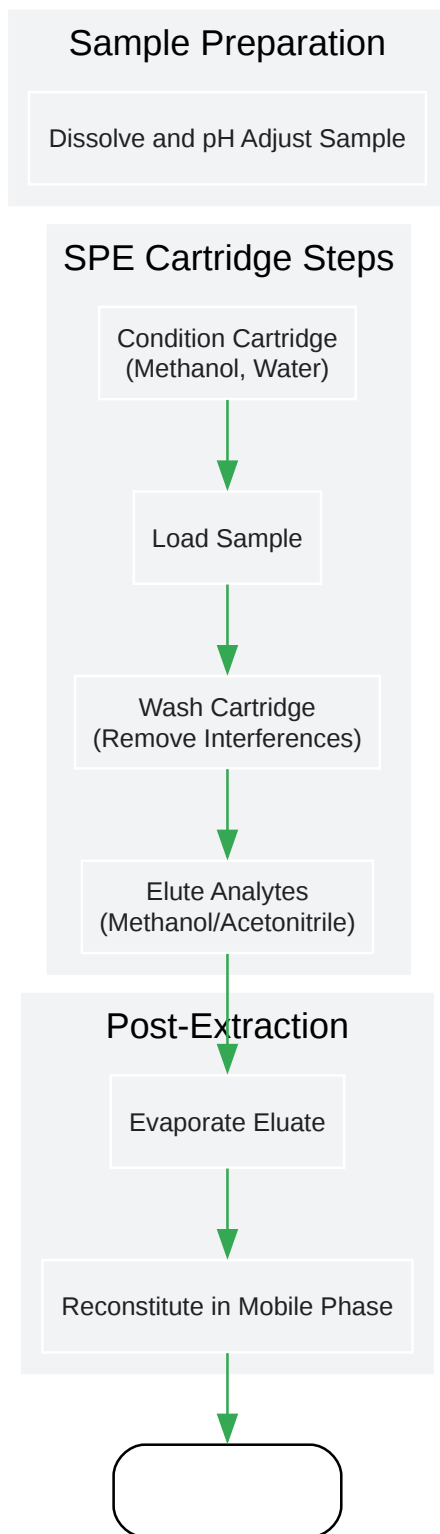 Sample Preparation
Dissolve and pH Adjust Sample
SPE Cartridge Steps
Condition Cartridge
(Methanol, Water)
Load Sample
Wash Cartridge
(Remove Interferences)
Elute Analytes
(Methanol/Acetonitrile)
Post-Extraction
Evaporate Eluate
Reconstitute in Mobile Phase